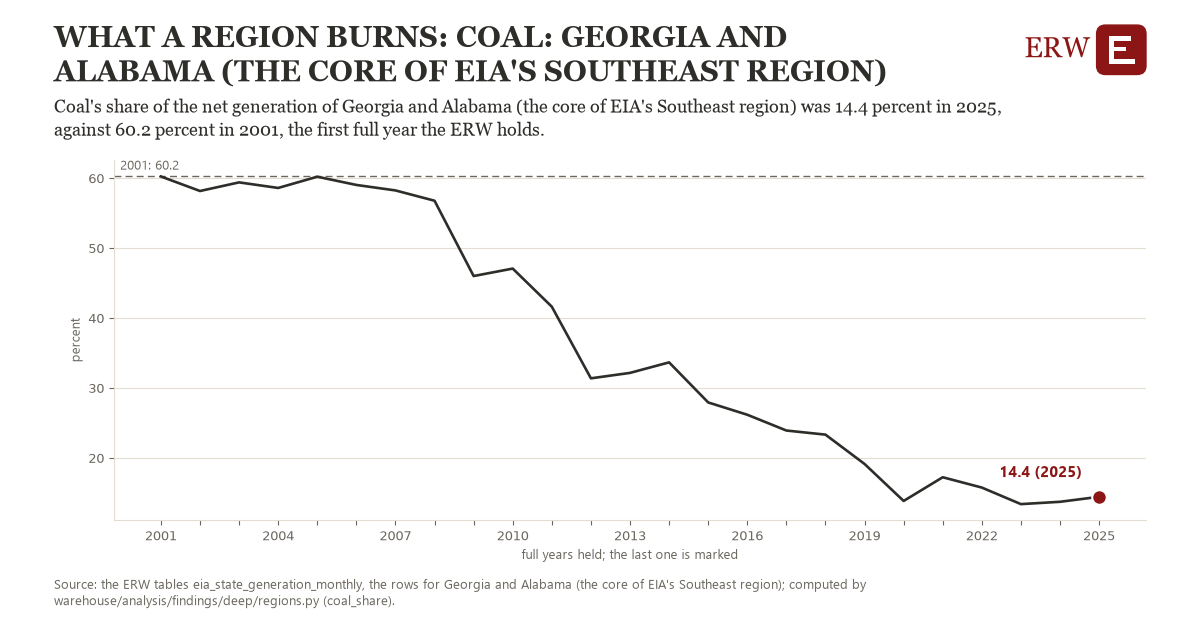 WHAT A REGION BURNS: COAL: GEORGIA AND
ALABAMA (THE CORE OF EIA'S SOUTHEAST REGION)
ERW
E
Coal's share of the net generation of Georgia and Alabama (the core of EIA's Southeast region) was 14.4 percent in 2025,
against 60.2 percent in 2001, the first full year the ERW holds.
2001: 60.2
60
50
40
30
20
percent
14.4 (2025)
2001
2004
2007
2010
2013
2016
2019
2022
2025
full years held; the last one is marked
Source: the ERW tables eia_state_generation_monthly, the rows for Georgia and Alabama (the core of EIA's Southeast region); computed by
warehouse/analysis/findings/deep/regions.py (coal_share).